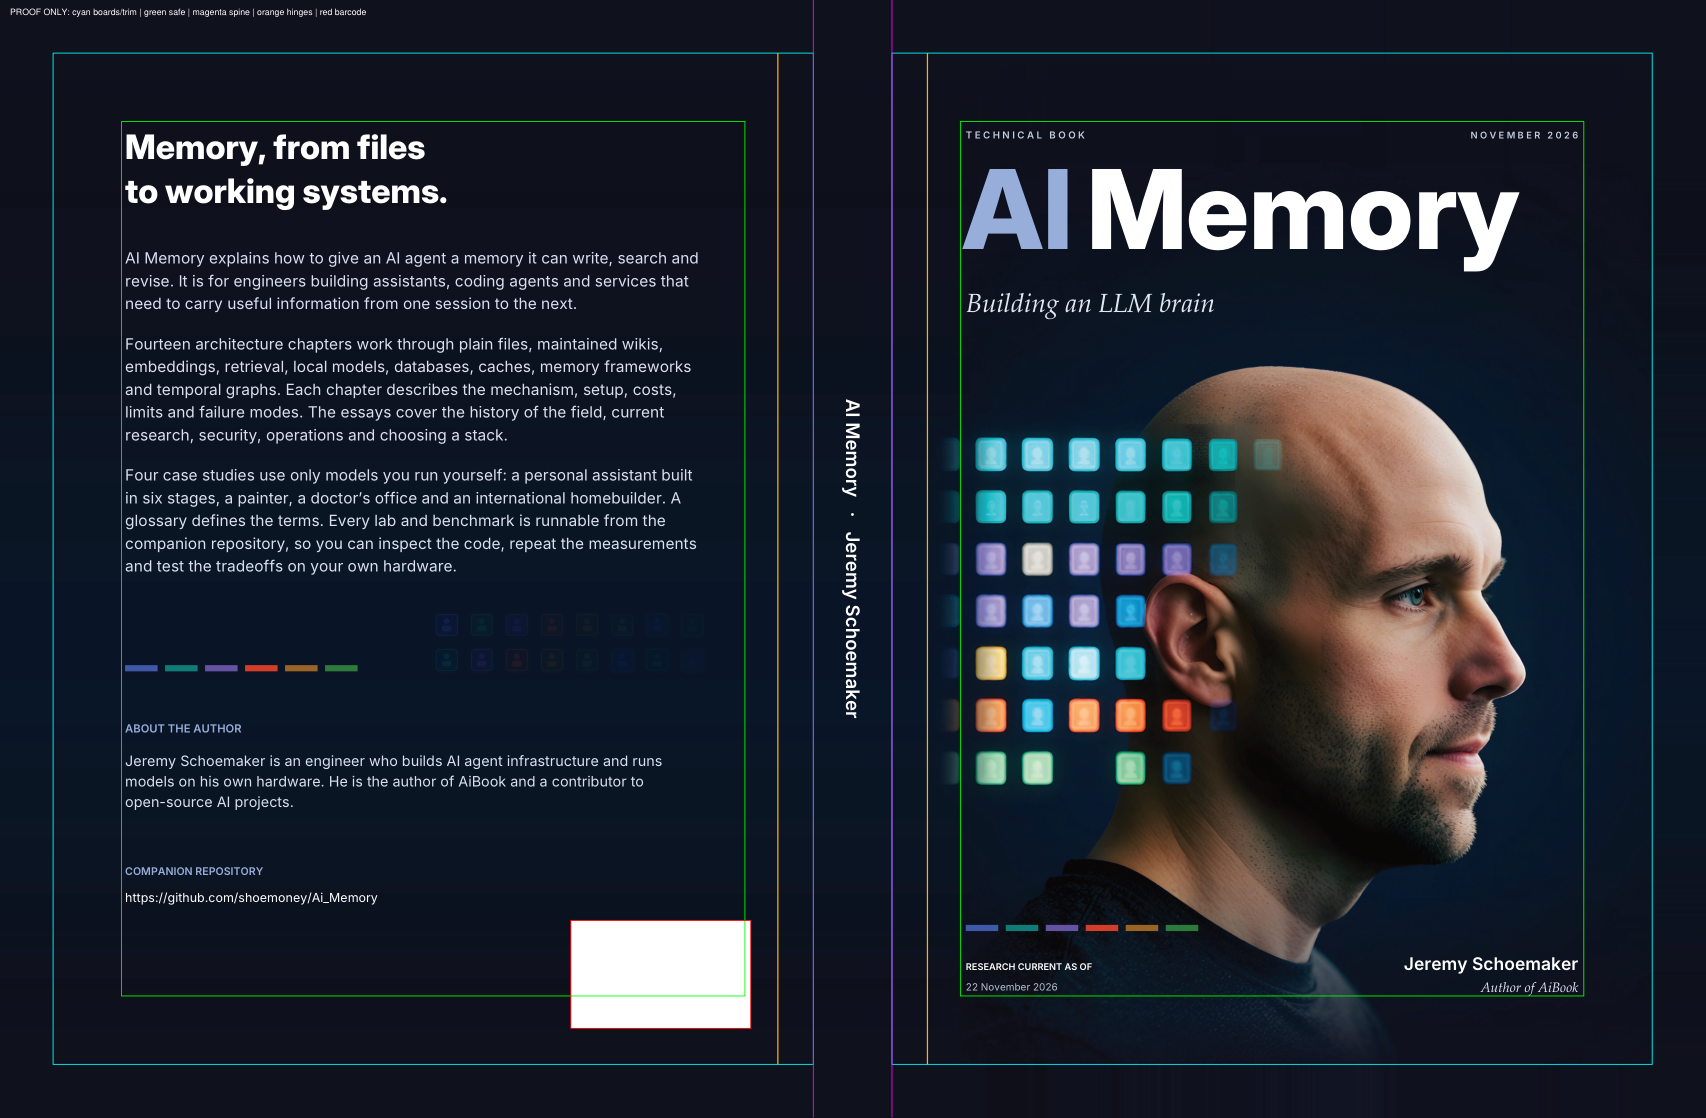 PROOF ONLY: cyan boards/trim | green safe | magenta spine | orange hinges | red barcode
Memory, from files
to working systems.
AI Memory explains how to give an AI agent a memory it can write, search and
revise. It is for engineers building assistants, coding agents and services that
need to carry useful information from one session to the next.
Fourteen architecture chapters work through plain files, maintained wikis,
embeddings, retrieval, local models, databases, caches, memory frameworks
and temporal graphs. Each chapter describes the mechanism, setup, costs,
limits and failure modes. The essays cover the history of the field, current
research, security, operations and choosing a stack.
Four case studies use only models you run yourself: a personal assistant built
in six stages, a painter, a doctor’s office and an international homebuilder. A
glossary defines the terms. Every lab and benchmark is runnable from the
companion repository, so you can inspect the code, repeat the measurements
and test the tradeoffs on your own hardware.
ABOUT THE AUTHOR
Jeremy Schoemaker is an engineer who builds AI agent infrastructure and runs
models on his own hardware. He is the author of AiBook and a contributor to
open-source AI projects.
COMPANION REPOSITORY
https://github.com/shoemoney/Ai_Memory
AI Memory · Jeremy Schoemaker
TECHNICAL BOOK
NOVEMBER 2026
AI Memory
Building an LLM brain
RESEARCH CURRENT AS OF
22 November 2026
Jeremy Schoemaker
Author of AiBook